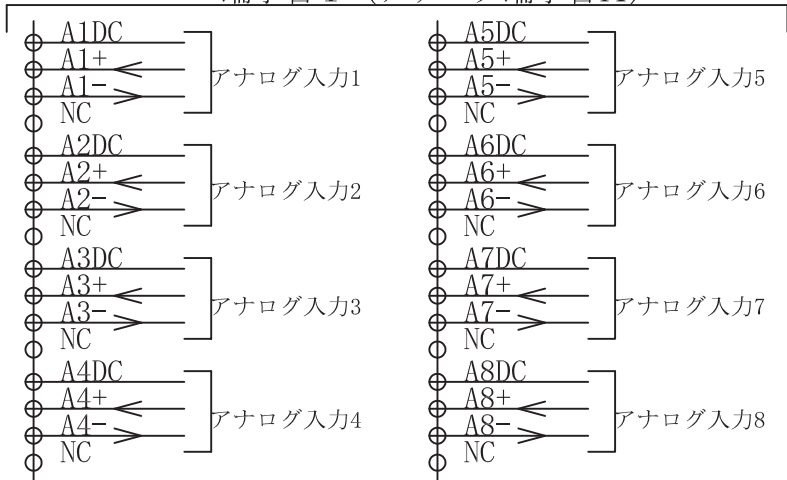 A1DC
A1+
A1-
NC
アナログ入力1
A2DC
A2+
A2-
NC
アナログ入力2
A3DC
A3+
A3-
NC
アナログ入力3
A4DC
A4+
A4-
NC
アナログ入力4
A5DC
A5+
A5-
NC
アナログ入力5
A6DC
A6+
A6-
NC
アナログ入力6
A7DC
A7+
A7-
NC
アナログ入力7
A8DC
A8+
A8-
NC
アナログ入力8